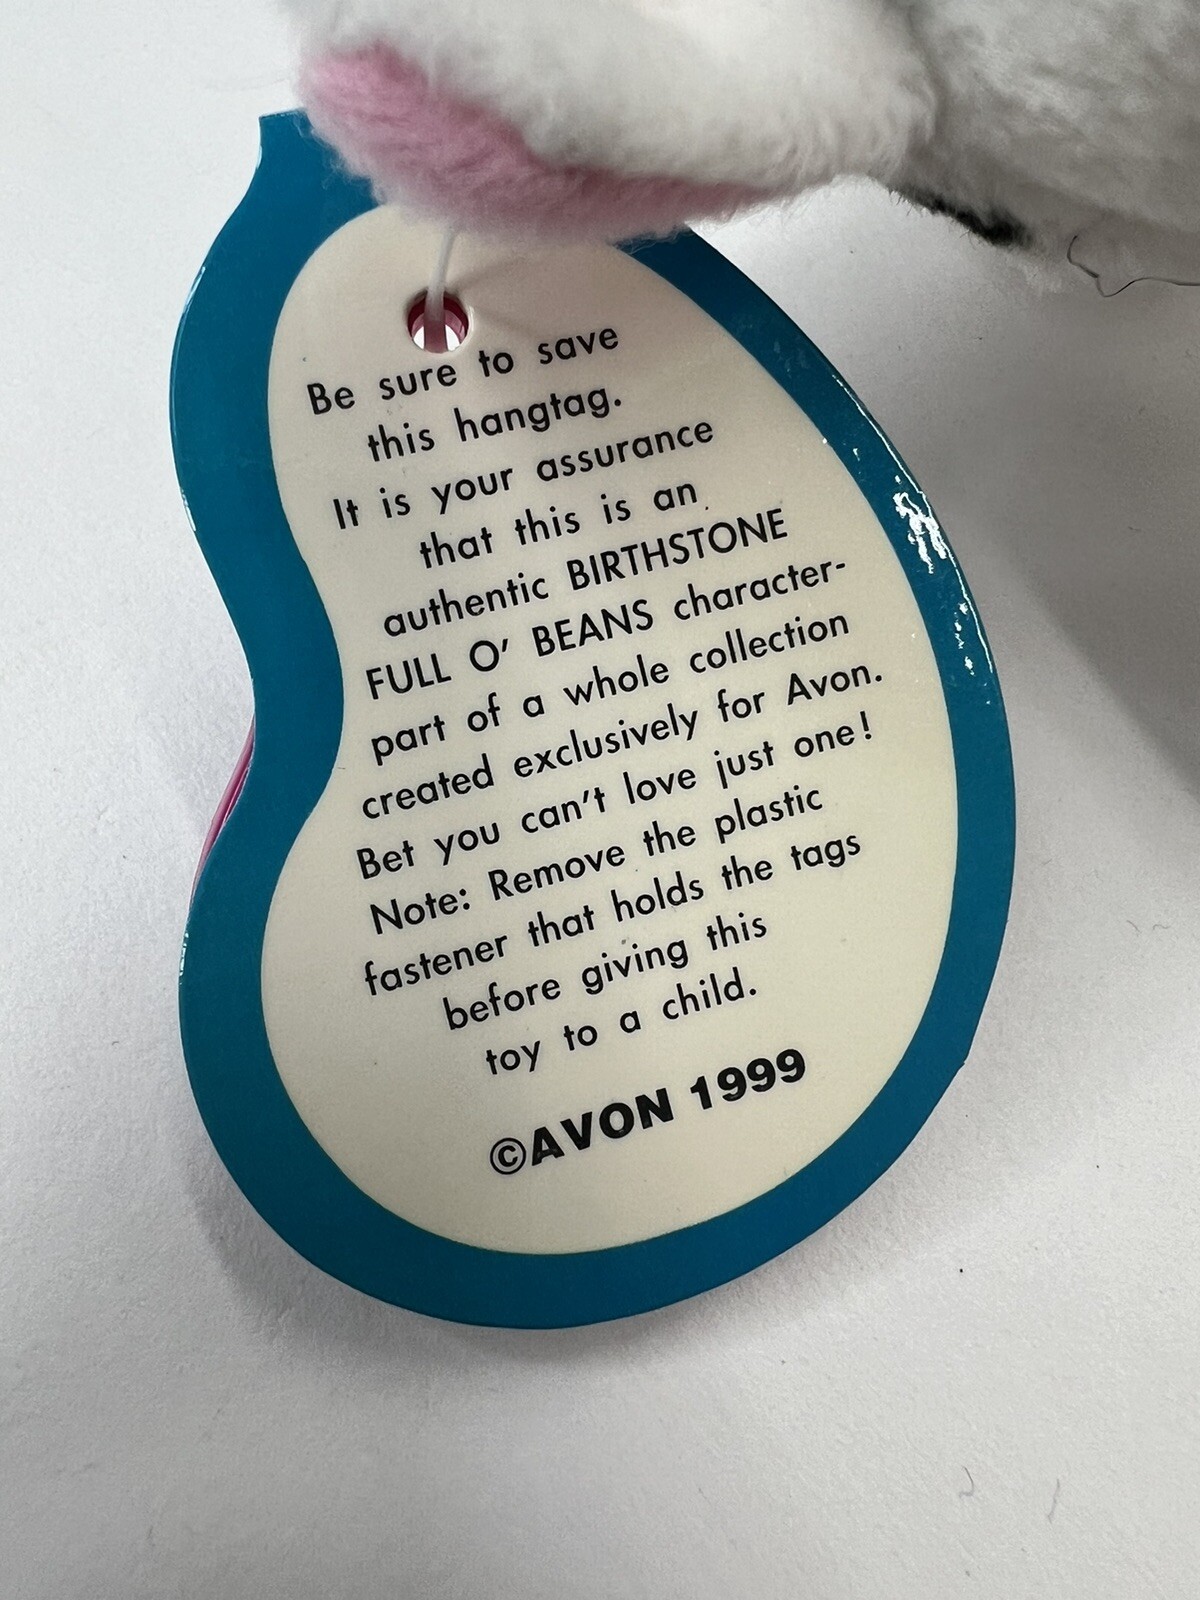 Be sure to save
this hangtag.
It is your assurance
that this is an
authentic BIRTHSTONE
FULL O' BEANS character-
part of a whole collection
created exclusively for Avon.
Bet you can't love just one!
Note: Remove the plastic
fastener that holds the tags
before giving this
toy to a child.
©AVON 1999